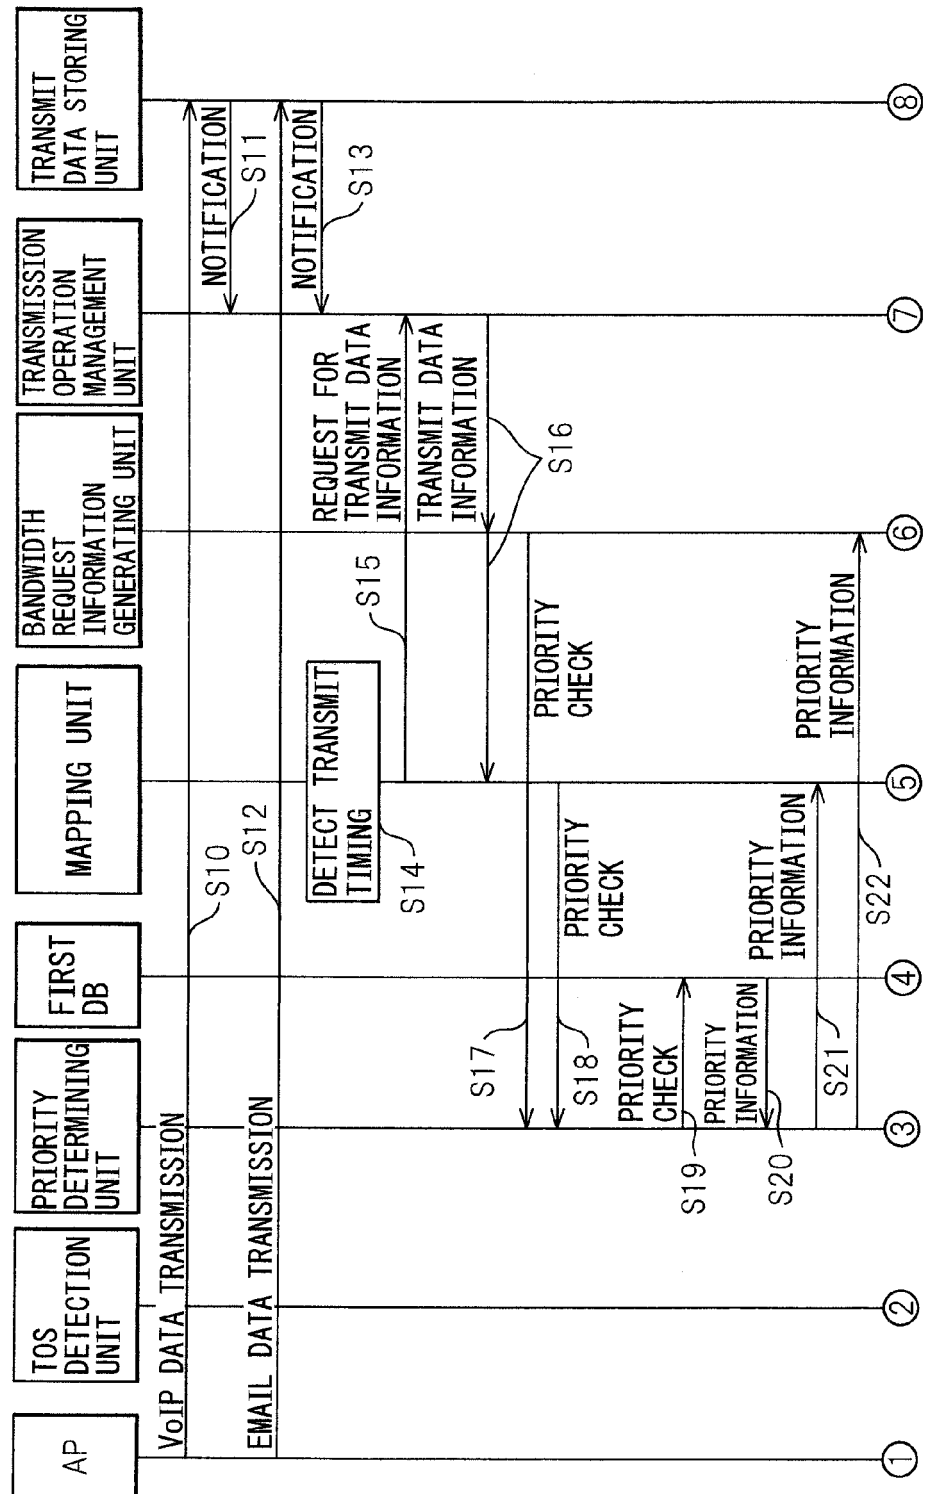 AP
TOS
DETECTION
UNIT
PRIORITY
DETERMINING
UNIT
FIRST
DB
MAPPING UNIT
BANDWIDTH
REQUEST
INFORMATION
GENERATING UNIT
TRANSMISSION
OPERATION
MANAGEMENT
UNIT
TRANSMIT
DATA STORING
UNIT
VoIP DATA TRANSMISSION
S10
NOTIFICATION
S11
EMAIL DATA TRANSMISSION
S12
NOTIFICATION
S13
DETECT TRANSMIT
TIMING
S14
S15
REQUEST FOR
TRANSMIT DATA
INFORMATION
TRANSMIT DATA
INFORMATION
S16
S17
PRIORITY
CHECK
S18
PRIORITY
CHECK
PRIORITY
CHECK
S19
PRIORITY
INFORMATION
S20
PRIORITY
INFORMATION
S21
PRIORITY
INFORMATION
S22
1
2
3
4
5
6
7
8